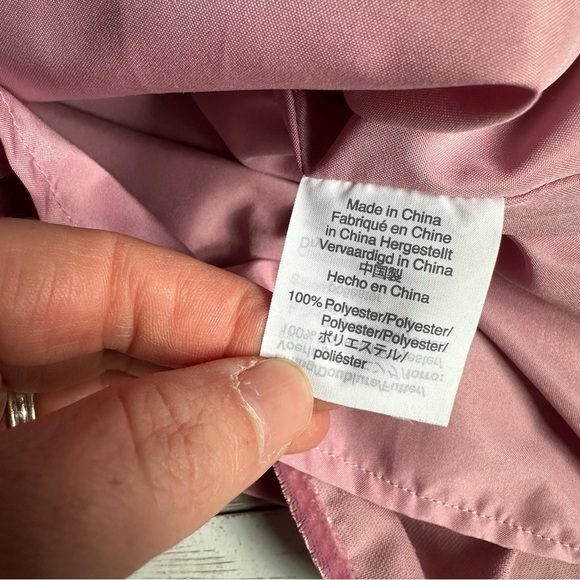 Made in China
Fabriqué en Chine
in China Hergestellt
Vervaardigd in China
中国製
Hecho en China
100% Polyester/Polyester/
Polyester/Polyester/
ポリエステル/
poliéster